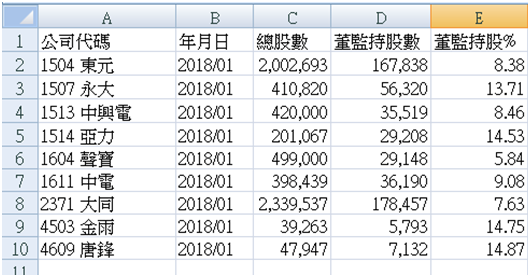 A B C D E
1 公司代碼 年月日 總股數 董監持股數 董監持股%
2 1504 東元 2018/01 2,002,693 167,838 8.38
3 1507 永大 2018/01 410,820 56,320 13.71
4 1513 中興電 2018/01 420,000 35,519 8.46
5 1514 亞力 2018/01 201,067 29,208 14.53
6 1604 聲寶 2018/01 499,000 29,148 5.84
7 1611 中電 2018/01 398,439 36,190 9.08
8 2371 大同 2018/01 2,339,537 178,457 7.63
9 4503 金雨 2018/01 39,263 5,793 14.75
10 4609 唐鋒 2018/01 47,947 7,132 14.87
11